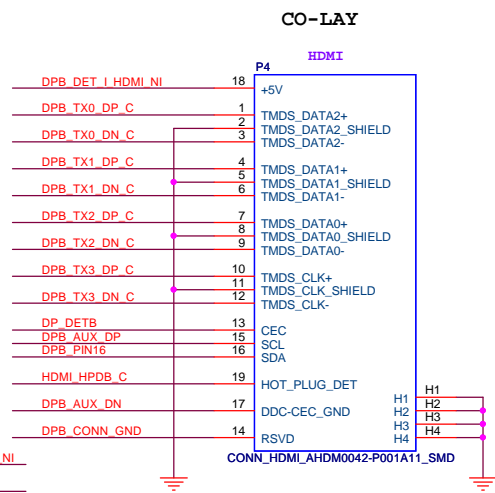 CO-LAY
HDMI
P4
DPB_DET_I_HDMI_NI 18 +5V
DPB_TX0_DP_C 1 TMDS_DATA2+
2 TMDS_DATA2_SHIELD
DPB_TX0_DN_C 3 TMDS_DATA2-
DPB_TX1_DP_C 4 TMDS_DATA1+
5 TMDS_DATA1_SHIELD
DPB_TX1_DN_C 6 TMDS_DATA1-
DPB_TX2_DP_C 7 TMDS_DATA0+
8 TMDS_DATA0_SHIELD
DPB_TX2_DN_C 9 TMDS_DATA0-
DPB_TX3_DP_C 10 TMDS_CLK+
11 TMDS_CLK_SHIELD
DPB_TX3_DN_C 12 TMDS_CLK-
DP_DETB 13 CEC
DPB_AUX_DP 15 SCL
DPB_PIN16 16 SDA
HDMI_HPDB_C 19 HOT_PLUG_DET
H1 H1
DPB_AUX_DN 17 DDC-CEC_GND H2 H2
H3 H3
DPB_CONN_GND 14 RSVD H4 H4
NI CONN_HDMI_AHDM0042-P001A11_SMD